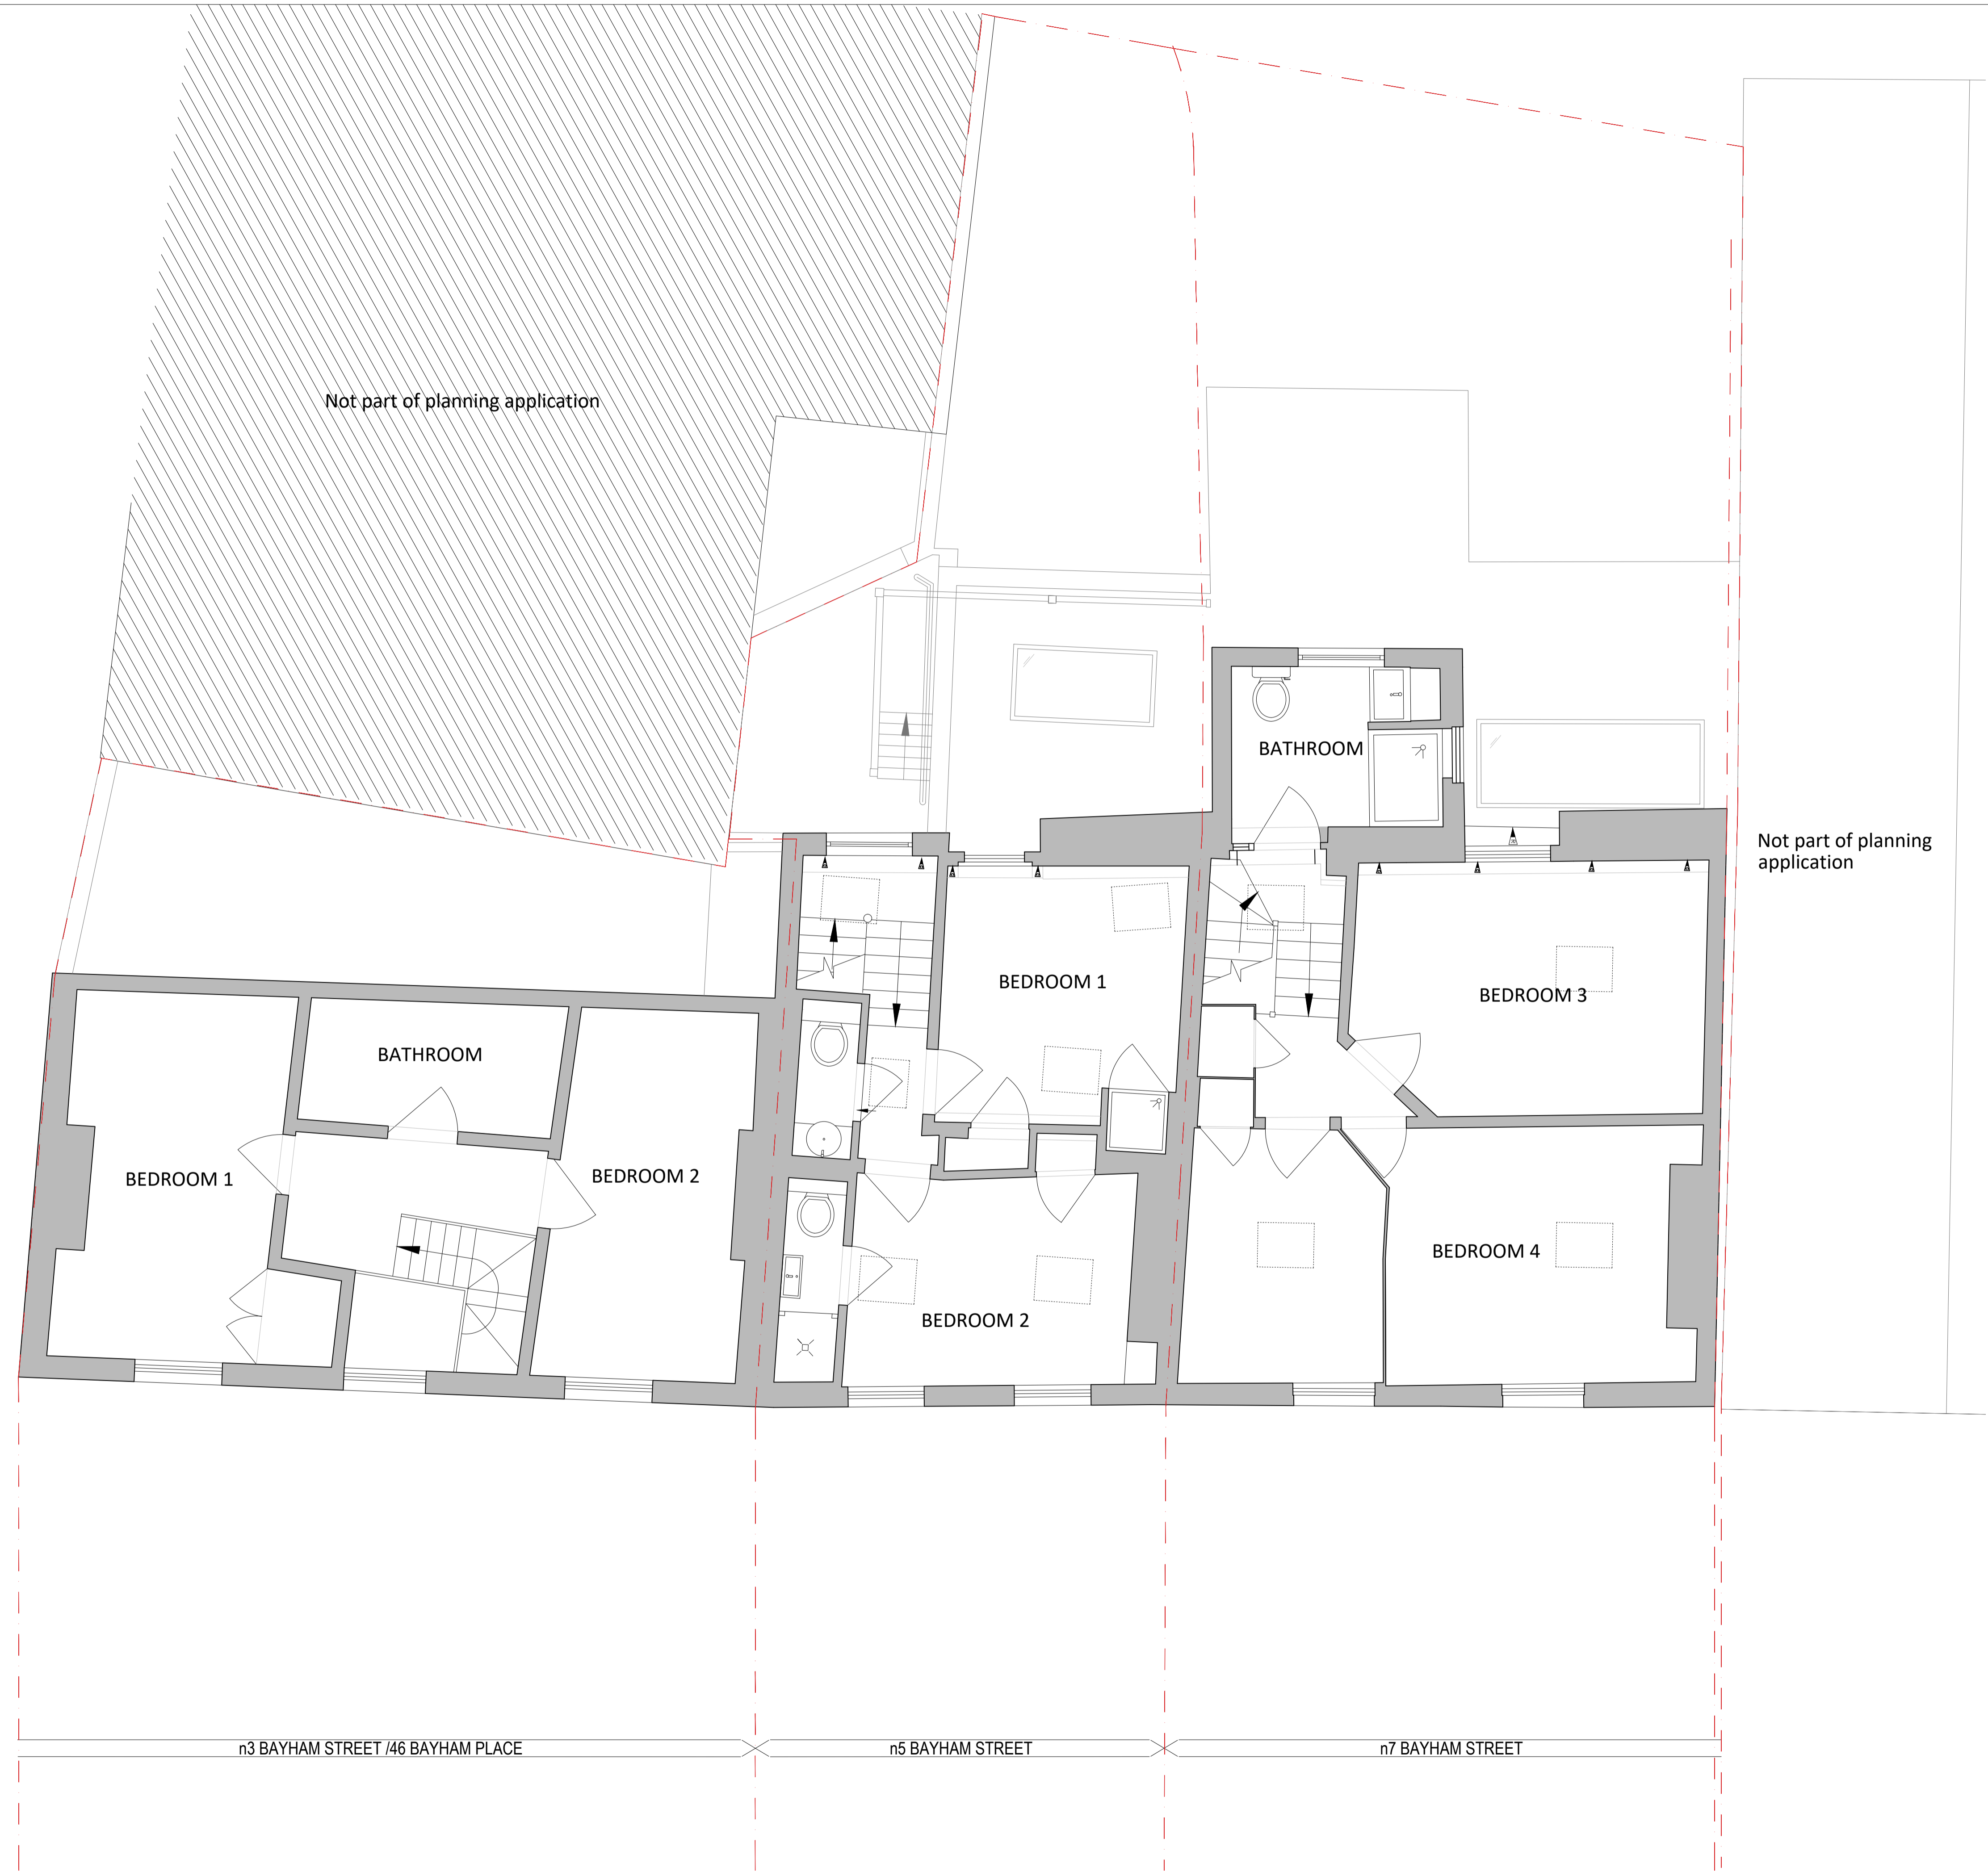 Not part of planning application
BATHROOM
Not part of planning
application
BEDROOM 1
BEDROOM 3
BATHROOM
BEDROOM 1
BEDROOM 2
BEDROOM 4
BEDROOM 2
n3 BAYHAM STREET /46 BAYHAM PLACE
n5 BAYHAM STREET
n7 BAYHAM STREET